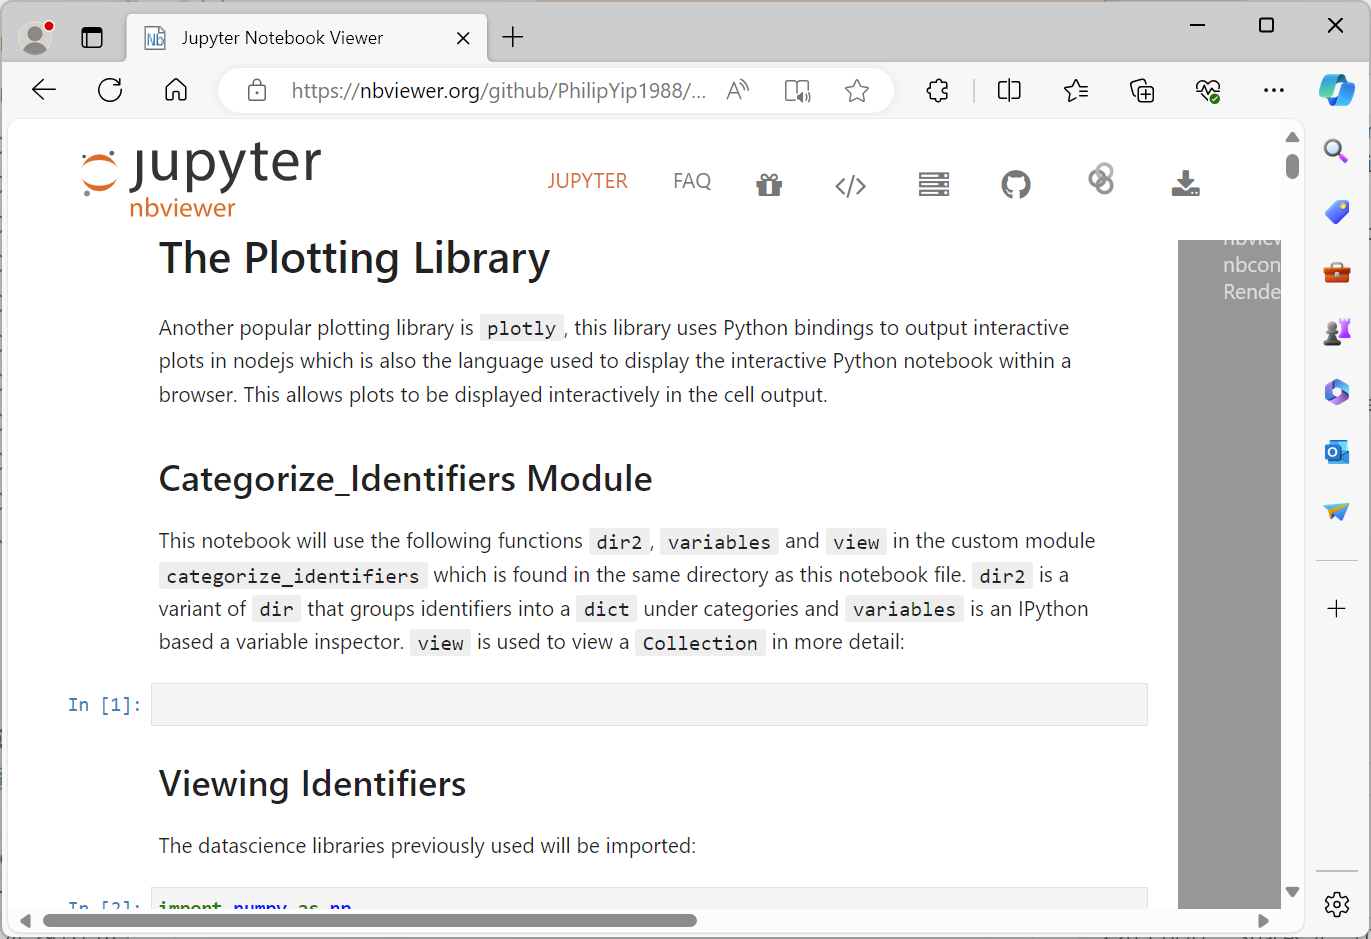 Jupyter Notebook Viewer
https://nbviewer.org/github/PhilipYip1988/...
jupyter
nbviewer
JUPYTER
FAQ
The Plotting Library
nbview
nbcon
Rende
Another popular plotting library is plotly, this library uses Python bindings to output interactive
plots in nodejs which is also the language used to display the interactive Python notebook within a
browser. This allows plots to be displayed interactively in the cell output.
Categorize_Identifiers Module
This notebook will use the following functions dir2, variables and view in the custom module
categorize_identifiers which is found in the same directory as this notebook file. dir2 is a
variant of dir that groups identifiers into a dict under categories and variables is an IPython
based a variable inspector. view is used to view a Collection in more detail:
In [1]:
Viewing Identifiers
The datascience libraries previously used will be imported:
In [2]: import numpy as np